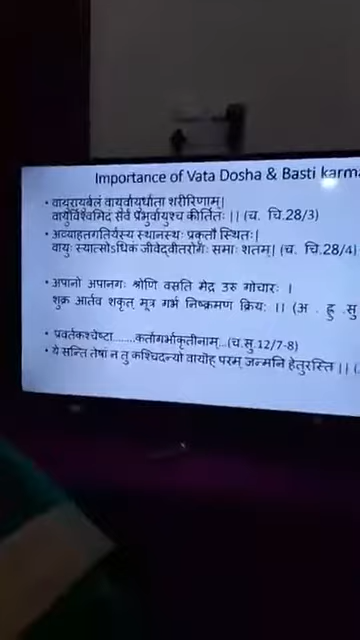 Importance of Vata Dosha & Basti karma
• वायुरायुर्बलं वायुर्वायुर्धाता शरीरिणाम्|
वायुर्विश्वमिदं सर्वं प्रभुर्वायुश्च कीर्तितः || (च. चि.28/3)
• अव्याहतगतिर्यस्य स्थानस्थः प्रकृतौ स्थितः|
वायुः स्यात्सोऽधिकं जीवेद्वीतरोगः समाः शतम्| (च. चि.28/4)
• अपानो अपानगः श्रोणि वसति मेद्र उरु गोचारः ।
शुक्र आर्तव शकृत् मूत्र गर्भ निष्क्रमण क्रियः ।। (अ . हृ .सु
• प्रवर्तकश्चेष्टा........कर्तागर्भाकृतीनाम्...(च.सु.12/7-8)
• ये सन्ति तेषां न तु कश्चिदन्यो वायोः परम् जन्मनि हेतुरस्ति || (